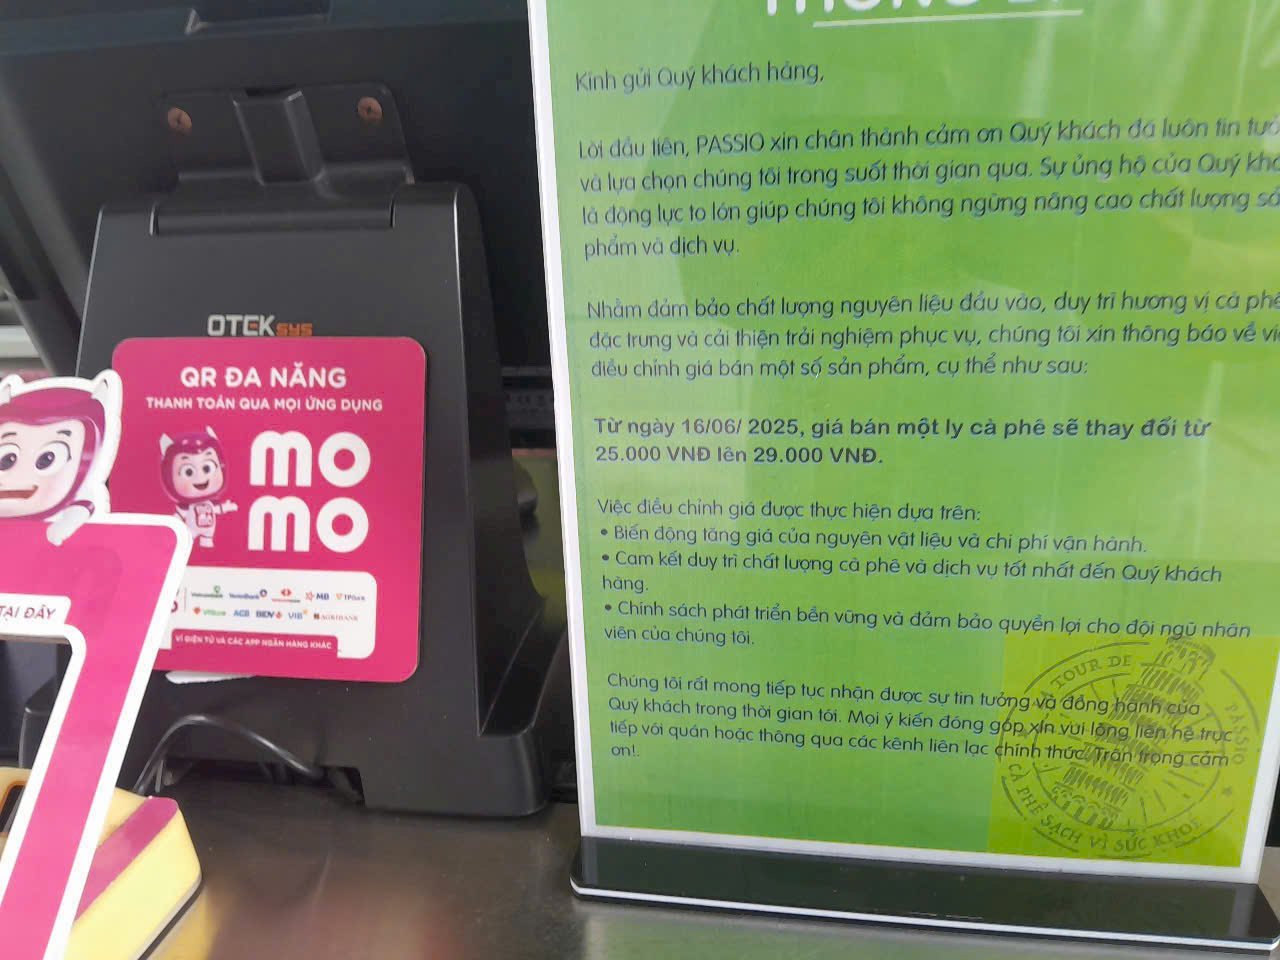 OTEKsys
QR ĐA NĂNG
THANH TOÁN QUA MỌI ỨNG DỤNG
mo
mo
Vietcombank VietinBank MB TPBank
VPBank ACB BIDV VIB AGRIBANK
VÍ ĐIỆN TỬ VÀ CÁC APP NGÂN HÀNG KHÁC
TẠI ĐÂY
Kính gửi Quý khách hàng,
Lời đầu tiên, PASSIO xin chân thành cảm ơn Quý khách đã luôn tin
và lựa chọn chúng tôi trong suốt thời gian qua. Sự ủng hộ của Quý
là động lực to lớn giúp chúng tôi không ngừng nâng cao chất lượng
phẩm và dịch vụ.
Nhằm đảm bảo chất lượng nguyên liệu đầu vào, duy trì hương vị cà phê
đặc trưng và cải thiện trải nghiệm phục vụ, chúng tôi xin thông báo về
điều chỉnh giá bán một số sản phẩm, cụ thể như sau:
Từ ngày 16/06/ 2025, giá bán một ly cà phê sẽ thay đổi từ
25.000 VNĐ lên 29.000 VNĐ.
Việc điều chỉnh giá được thực hiện dựa trên:
• Biến động tăng giá của nguyên vật liệu và chi phí vận hành.
• Cam kết duy trì chất lượng cà phê và dịch vụ tốt nhất đến Quý khách
hàng.
• Chính sách phát triển bền vững và đảm bảo quyền lợi cho đội ngũ nhân
viên của chúng tôi.
Chúng tôi rất mong tiếp tục nhận được sự tin tưởng và đồng hành của
Quý khách trong thời gian tới. Mọi ý kiến đóng góp xin vui lòng liên hệ trực
tiếp với quán hoặc thông qua các kênh liên lạc chính thức. Trân trọng cảm
ơn!.
A TOUR DE PASSIO
CÀ PHÊ SẠCH VÌ SỨC KHỎE